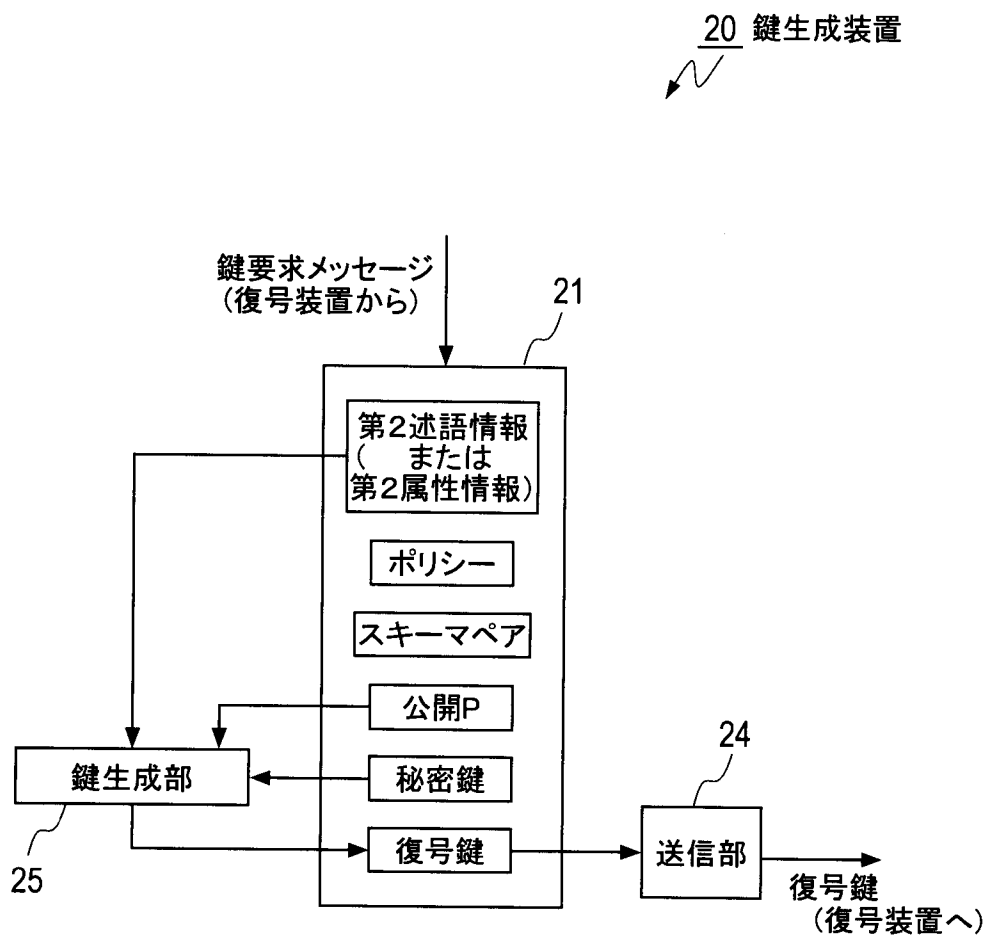 20 鍵生成装置
鍵要求メッセージ
(復号装置から)
21
第2述語情報
( または
第2属性情報)
ポリシー
スキーマペア
公開P
24
鍵生成部
秘密鍵
25
復号鍵
送信部
復号鍵
(復号装置へ)